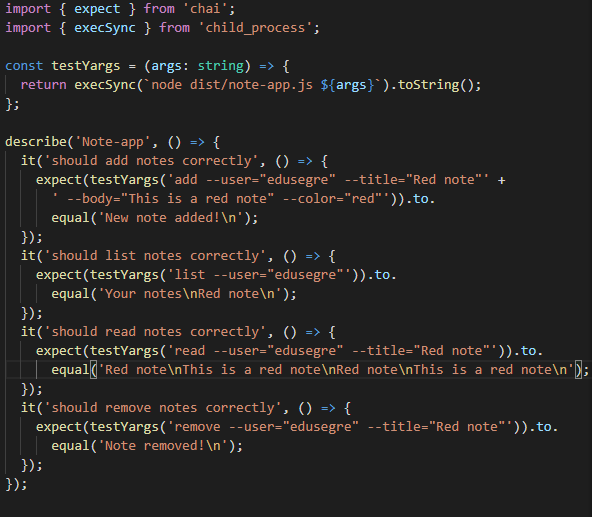 import { expect } from 'chai';
import { execSync } from 'child_process';
const testYargs = (args: string) => {
  return execSync(`node dist/note-app.js ${args}`).toString();
};
describe('Note-app', () => {
  it('should add notes correctly', () => {
    expect(testYargs('add --user="edusegre" --title="Red note"' +
      ' --body="This is a red note" --color="red"')).to.
      equal('New note added!\n');
  });
  it('should list notes correctly', () => {
    expect(testYargs('list --user="edusegre"')).to.
      equal('Your notes\nRed note\n');
  });
  it('should read notes correctly', () => {
    expect(testYargs('read --user="edusegre" --title="Red note"')).to.
      equal('Red note\nThis is a red note\nRed note\nThis is a red note\n');
  });
  it('should remove notes correctly', () => {
    expect(testYargs('remove --user="edusegre" --title="Red note"')).to.
      equal('Note removed!\n');
  });
});